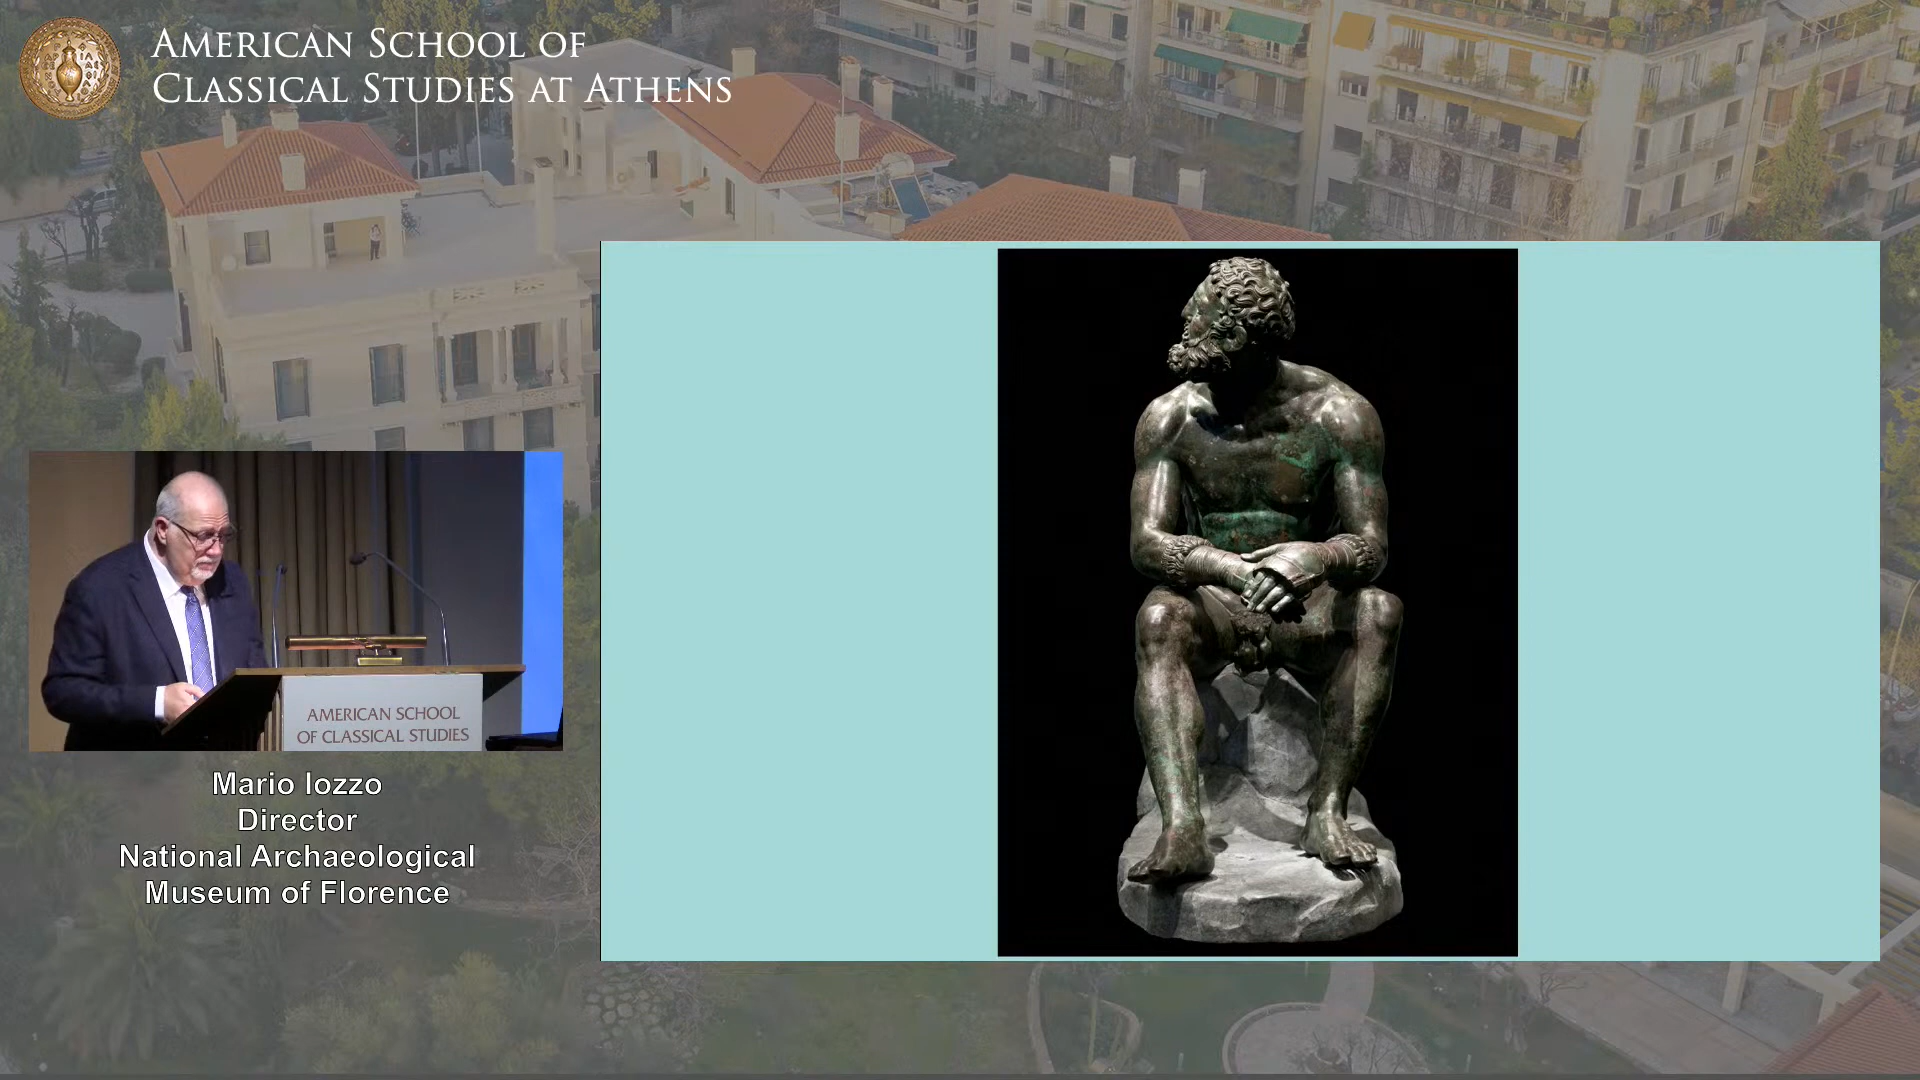 AMERICAN SCHOOL OF
CLASSICAL STUDIES AT ATHENS
AMERICAN SCHOOL
OF CLASSICAL STUDIES
Mario Iozzo
Director
National Archaeological
Museum of Florence